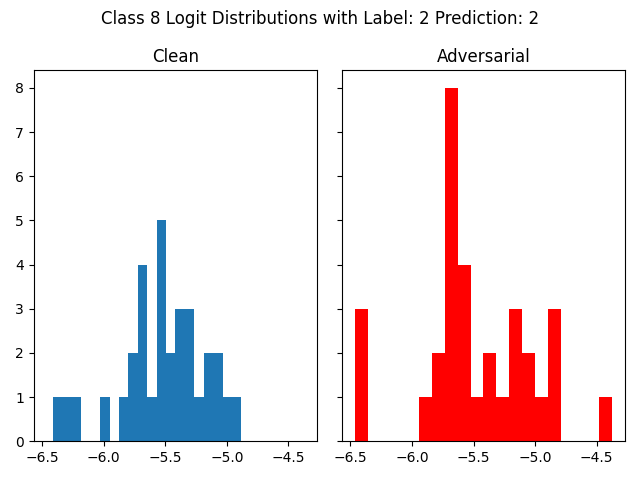 Class 8 Logit Distributions with Label: 2 Prediction: 2
Clean
Adversarial
8
7
6
5
4
3
2
1
0
−6.5 −6.0 −5.5 −5.0 −4.5
−6.5 −6.0 −5.5 −5.0 −4.5